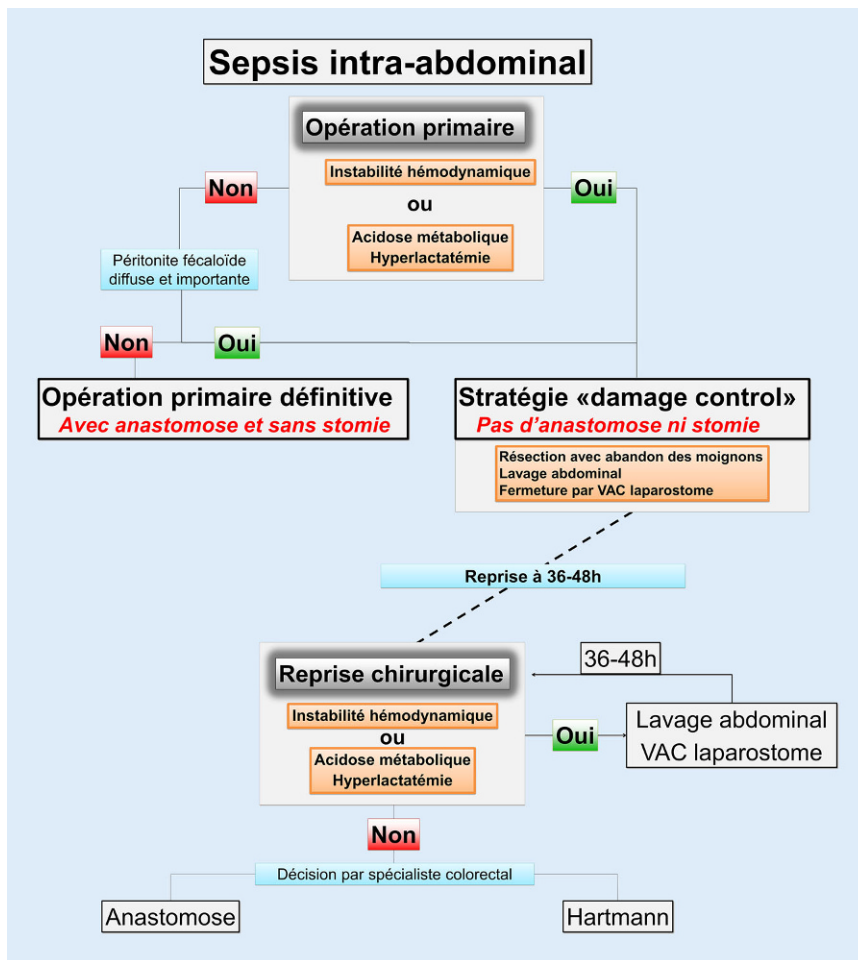 Sepsis intra-abdominal
Opération primaire
Instabilité hémodynamique
Non
Oui
ou
Acidose métabolique
Hyperlactatémie
Péritonite fécaloïde
diffuse et importante
Non
Oui
Opération primaire définitive
Avec anastomose et sans stomie
Stratégie «damage control»
Pas d'anastomose ni stomie
Résection avec abandon des moignons
Lavage abdominal
Fermeture par VAC laparostome
Reprise à 36-48h
Reprise chirurgicale
36-48h
Instabilité hémodynamique
ou
Acidose métabolique
Hyperlactatémie
Oui
Lavage abdominal
VAC laparostome
Non
Décision par spécialiste colorectal
Anastomose
Hartmann